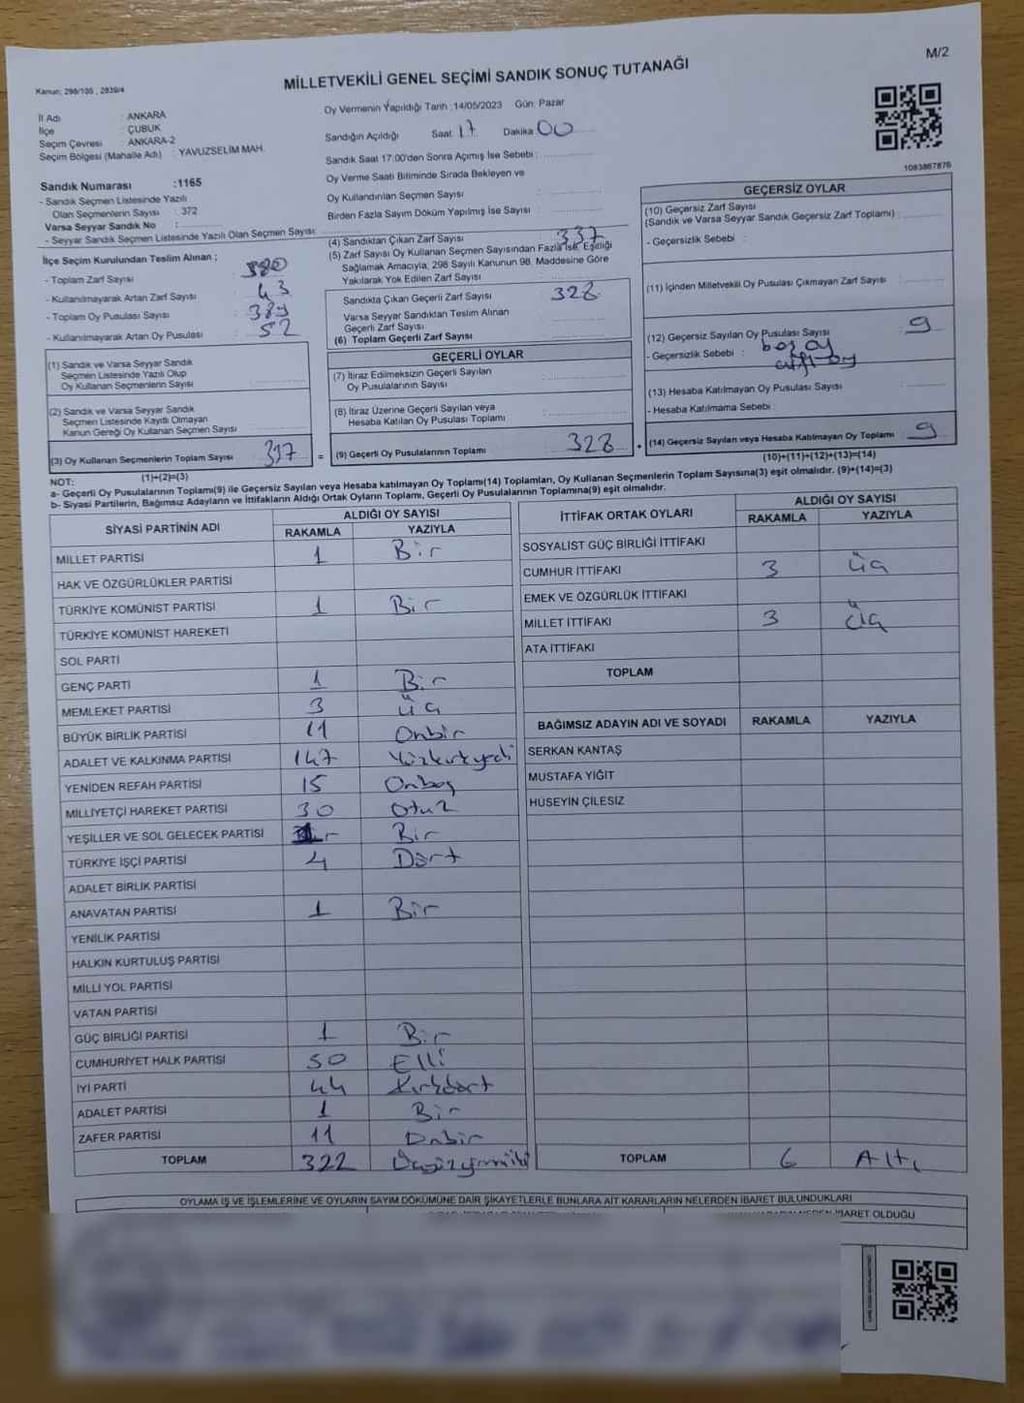 M/2
MİLLETVEKİLİ GENEL SEÇİMİ SANDIK SONUÇ TUTANAĞI
Kanun: 298/105 , 2839/4
İl Adı : ANKARA
İlçe : ÇUBUK
Seçim Çevresi : ANKARA-2
Seçim Bölgesi (Mahalle Adı) : YAVUZSELİM MAH.
Oy Vermenin Yapıldığı Tarih :14/05/2023 Gün: Pazar
Sandığın Açıldığı Saat 17 Dakika 00
Sandık Saat 17:00'den Sonra Açımış İse Sebebi :
Oy Verme Saati Bitiminde Sırada Bekleyen ve
Oy Kullandırılan Seçmen Sayısı :
Birden Fazla Sayım Döküm Yapılmış İse Sayısı :
1083867876
Sandık Numarası :1165
- Sandık Seçmen Listesinde Yazılı
Olan Seçmenlerin Sayısı : 372
Varsa Seyyar Sandık No :
- Seyyar Sandık Seçmen Listesinde Yazılı Olan Seçmen Sayısı:
İlçe Seçim Kurulundan Teslim Alınan ;
- Toplam Zarf Sayısı 380
- Kullanılmayarak Artan Zarf Sayısı 43
- Toplam Oy Pusulası Sayısı 389
- Kullanılmayarak Artan Oy Pusulası 52
(1) Sandık ve Varsa Seyyar Sandık
Seçmen Listesinde Yazılı Olup
Oy Kullanan Seçmenlerin Sayısı
(2) Sandık ve Varsa Seyyar Sandık
Seçmen Listesinde Kayıtlı Olmayan
Kanun Gereği Oy Kullanan Seçmen Sayısı
(3) Oy Kullanan Seçmenlerin Toplam Sayısı 337
(1)+(2)=(3)
(4) Sandıktan Çıkan Zarf Sayısı 337
(5) Zarf Sayısı Oy Kullanan Seçmen Sayısından Fazla İse, Eşitliği
Sağlamak Amacıyla, 298 Sayılı Kanunun 98. Maddesine Göre
Yakılarak Yok Edilen Zarf Sayısı
Sandıkta Çıkan Geçerli Zarf Sayısı 328
Varsa Seyyar Sandıktan Teslim Alınan
Geçerli Zarf Sayısı
(6) Toplam Geçerli Zarf Sayısı
GEÇERLİ OYLAR
(7) İtiraz Edilmeksizin Geçerli Sayılan
Oy Pusulalarının Sayısı
(8) İtiraz Üzerine Geçerli Sayılan veya
Hesaba Katılan Oy Pusulası Toplamı
= (9) Geçerli Oy Pusulalarının Toplamı 328
GEÇERSİZ OYLAR
(10) Geçersiz Zarf Sayısı
(Sandık ve Varsa Seyyar Sandık Geçersiz Zarf Toplamı)
- Geçersizlik Sebebi :
(11) İçinden Milletvekili Oy Pusulası Çıkmayan Zarf Sayısı
(12) Geçersiz Sayılan Oy Pusulası Sayısı 9
- Geçersizlik Sebebi : boş oy
çift oy
(13) Hesaba Katılmayan Oy Pusulası Sayısı
- Hesaba Katılmama Sebebi :
+ (14) Geçersiz Sayılan veya Hesaba Katılmayan Oy Toplamı 9
(10)+(11)+(12)+(13)=(14)
NOT:
a- Geçerli Oy Pusulalarının Toplamı(9) ile Geçersiz Sayılan veya Hesaba Katılmayan Oy Toplamı(14) Toplamları, Oy Kullanan Seçmenlerin Toplam Sayısına(3) eşit olmalıdır. (9)+(14)=(3)
b- Siyasi Partilerin, Bağımsız Adayların ve İttifakların Aldığı Ortak Oyların Toplamı, Geçerli Oy Pusulalarının Toplamına(9) eşit olmalıdır.
SİYASİ PARTİNİN ADI ALDIĞI OY SAYISI
RAKAMLA YAZIYLA
MİLLET PARTİSİ 1 Bir
HAK VE ÖZGÜRLÜKLER PARTİSİ
TÜRKİYE KOMÜNİST PARTİSİ 1 Bir
TÜRKİYE KOMÜNİST HAREKETİ
SOL PARTİ
GENÇ PARTİ 1 Bir
MEMLEKET PARTİSİ 3 üç
BÜYÜK BİRLİK PARTİSİ 11 Onbir
ADALET VE KALKINMA PARTİSİ 147 Yüzkırkyedi
YENİDEN REFAH PARTİSİ 15 Onbeş
MİLLİYETÇİ HAREKET PARTİSİ 30 Otuz
YEŞİLLER VE SOL GELECEK PARTİSİ Bir
TÜRKİYE İŞÇİ PARTİSİ 4 Dört
ADALET BİRLİK PARTİSİ
ANAVATAN PARTİSİ 1 Bir
YENİLİK PARTİSİ
HALKIN KURTULUŞ PARTİSİ
MİLLİ YOL PARTİSİ
VATAN PARTİSİ
GÜÇ BİRLİĞİ PARTİSİ 1 Bir
CUMHURİYET HALK PARTİSİ 50 Elli
İYİ PARTİ 44 Kırkdört
ADALET PARTİSİ 1 Bir
ZAFER PARTİSİ 11 Onbir
TOPLAM 322 Üçyüzyirmiiki
İTTİFAK ORTAK OYLARI ALDIĞI OY SAYISI
RAKAMLA YAZIYLA
SOSYALİST GÜÇ BİRLİĞİ İTTİFAKI
CUMHUR İTTİFAKI 3 üç
EMEK VE ÖZGÜRLÜK İTTİFAKI
MİLLET İTTİFAKI 3 üç
ATA İTTİFAKI
TOPLAM
BAĞIMSIZ ADAYIN ADI VE SOYADI RAKAMLA YAZIYLA
SERKAN KANTAŞ
MUSTAFA YİĞİT
HÜSEYİN ÇİLESİZ
TOPLAM 6 Altı
OYLAMA İŞ VE İŞLEMLERİNE VE OYLARIN SAYIM DÖKÜMÜNE DAİR ŞİKAYETLERLE BUNLARA AİT KARARLARIN NELERDEN İBARET BULUNDUKLARI
İBARET OLDUĞU